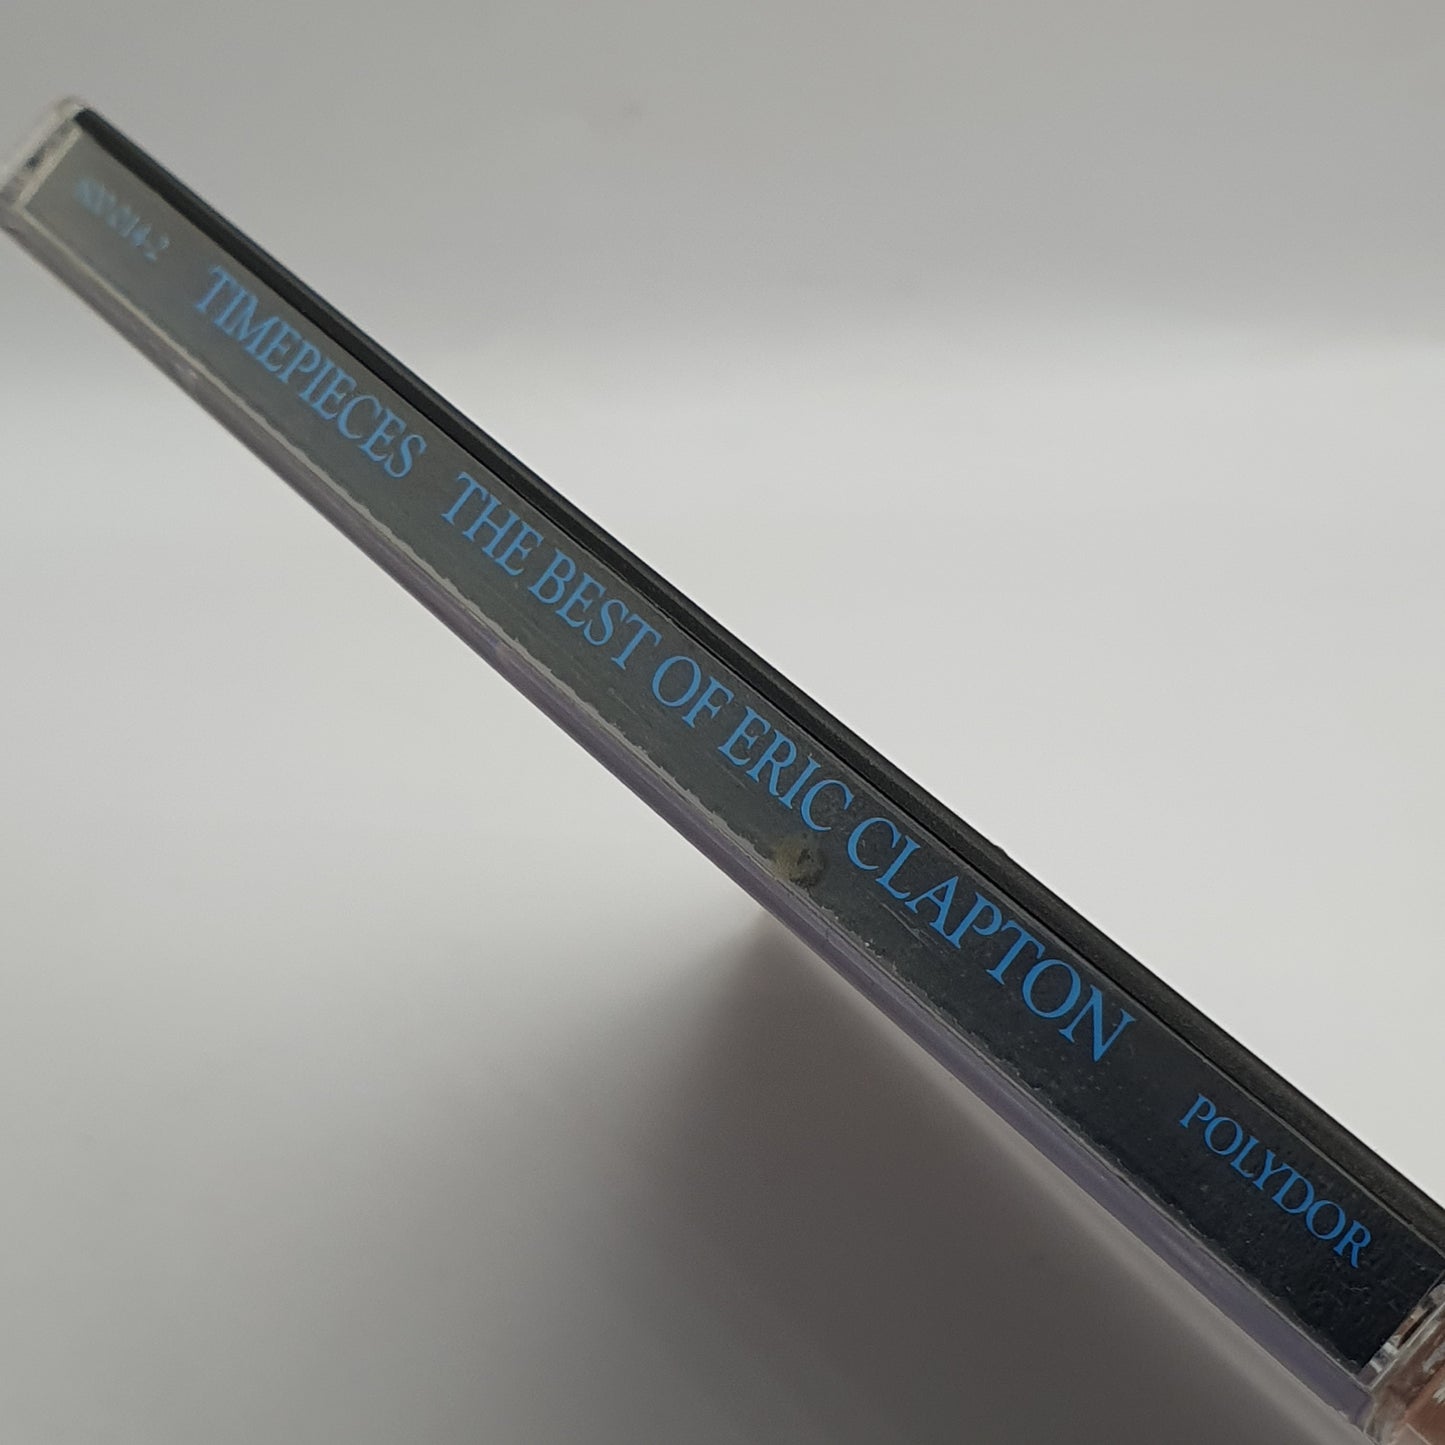 TIMEPIECES THE BEST OF ERIC CLAPTON POLYDOR